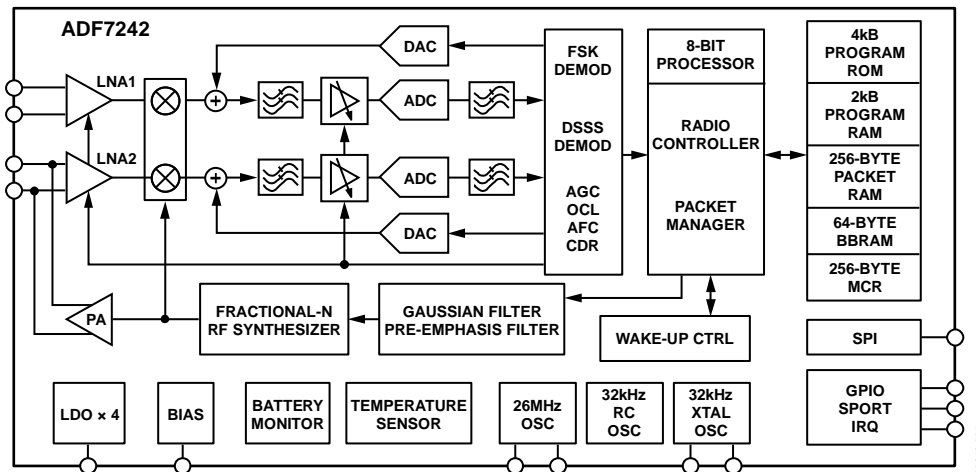 ADF7242
LNA1
LNA2
DAC
ADC
ADC
DAC
FSK
DEMOD
DSSS
DEMOD
AGC
OCL
AFC
CDR
8-BIT
PROCESSOR
RADIO
CONTROLLER
PACKET
MANAGER
4kB
PROGRAM
ROM
2kB
PROGRAM
RAM
256-BYTE
PACKET
RAM
64-BYTE
BBRAM
256-BYTE
MCR
PA
FRACTIONAL-N
RF SYNTHESIZER
GAUSSIAN FILTER
PRE-EMPHASIS FILTER
WAKE-UP CTRL
SPI
GPIO
SPORT
IRQ
LDO × 4
BIAS
BATTERY
MONITOR
TEMPERATURE
SENSOR
26MHz
OSC
32kHz
RC
OSC
32kHz
XTAL
OSC